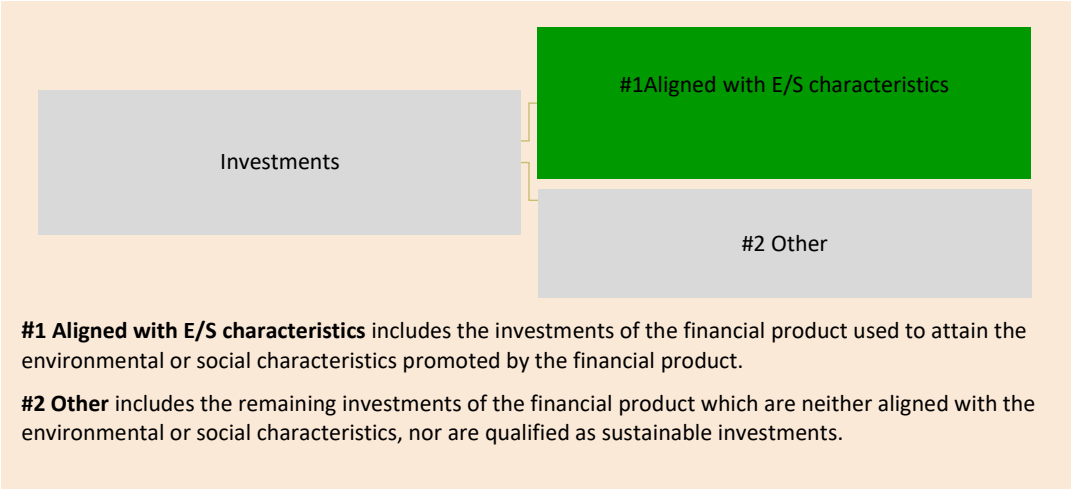 #1Aligned with E/S characteristics
Investments
#2 Other
#1 Aligned with E/S characteristics includes the investments of the financial product used to attain the
environmental or social characteristics promoted by the financial product.
#2 Other includes the remaining investments of the financial product which are neither aligned with the
environmental or social characteristics, nor are qualified as sustainable investments.